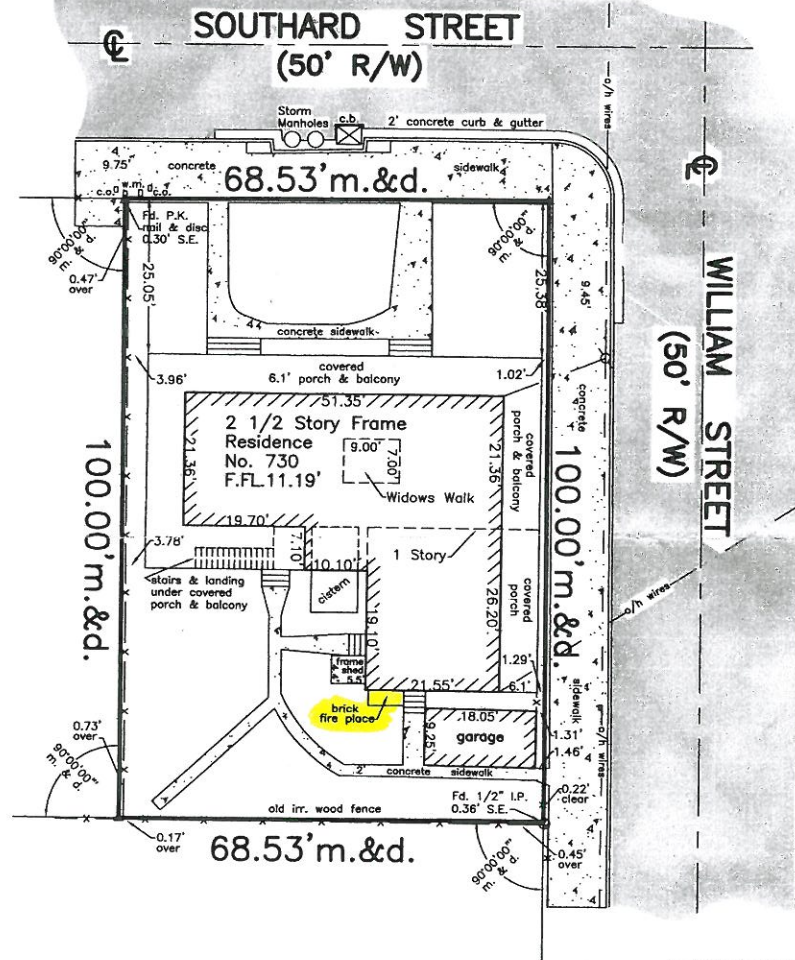 SOUTHARD STREET
(50' R/W)
℄
Storm
Manholes
c.b.
2' concrete curb & gutter
o/h wires
℄
9.75'
concrete
sidewalk
c.o.
w.m.
c.o.
68.53'm.&d.
90°00'00"
m. & d.
Fd. P.K.
nail & disc
0.30' S.E.
90°00'00"
m. & d.
0.47'
over
25.05'
25.38'
9.45'
WILLIAM STREET
(50' R/W)
concrete sidewalk
covered
6.1' porch & balcony
1.02'
3.96'
51.35'
2 1/2 Story Frame
Residence
No. 730
F.FL.11.19'
9.00'
7.00'
Widows Walk
21.36'
21.36'
covered
porch & balcony
concrete
100.00'm.&d.
100.00'm.&d.
19.70'
7.10'
10.10'
1 Story
3.78'
stairs & landing
under covered
porch & balcony
cistern
19.10'
26.20'
covered
porch
o/h wires
frame
shed
5.5'
1.29'
21.55'
6.1'
brick
fire place
18.05'
garage
9.25'
sidewalk
o/h wires
1.31'
1.46'
0.73'
over
90°00'00"
m. & d.
2' concrete sidewalk
old irr. wood fence
Fd. 1/2" I.P.
0.36' S.E.
0.22'
clear
0.17'
over
68.53'm.&d.
90°00'00"
m. & d.
0.45'
over